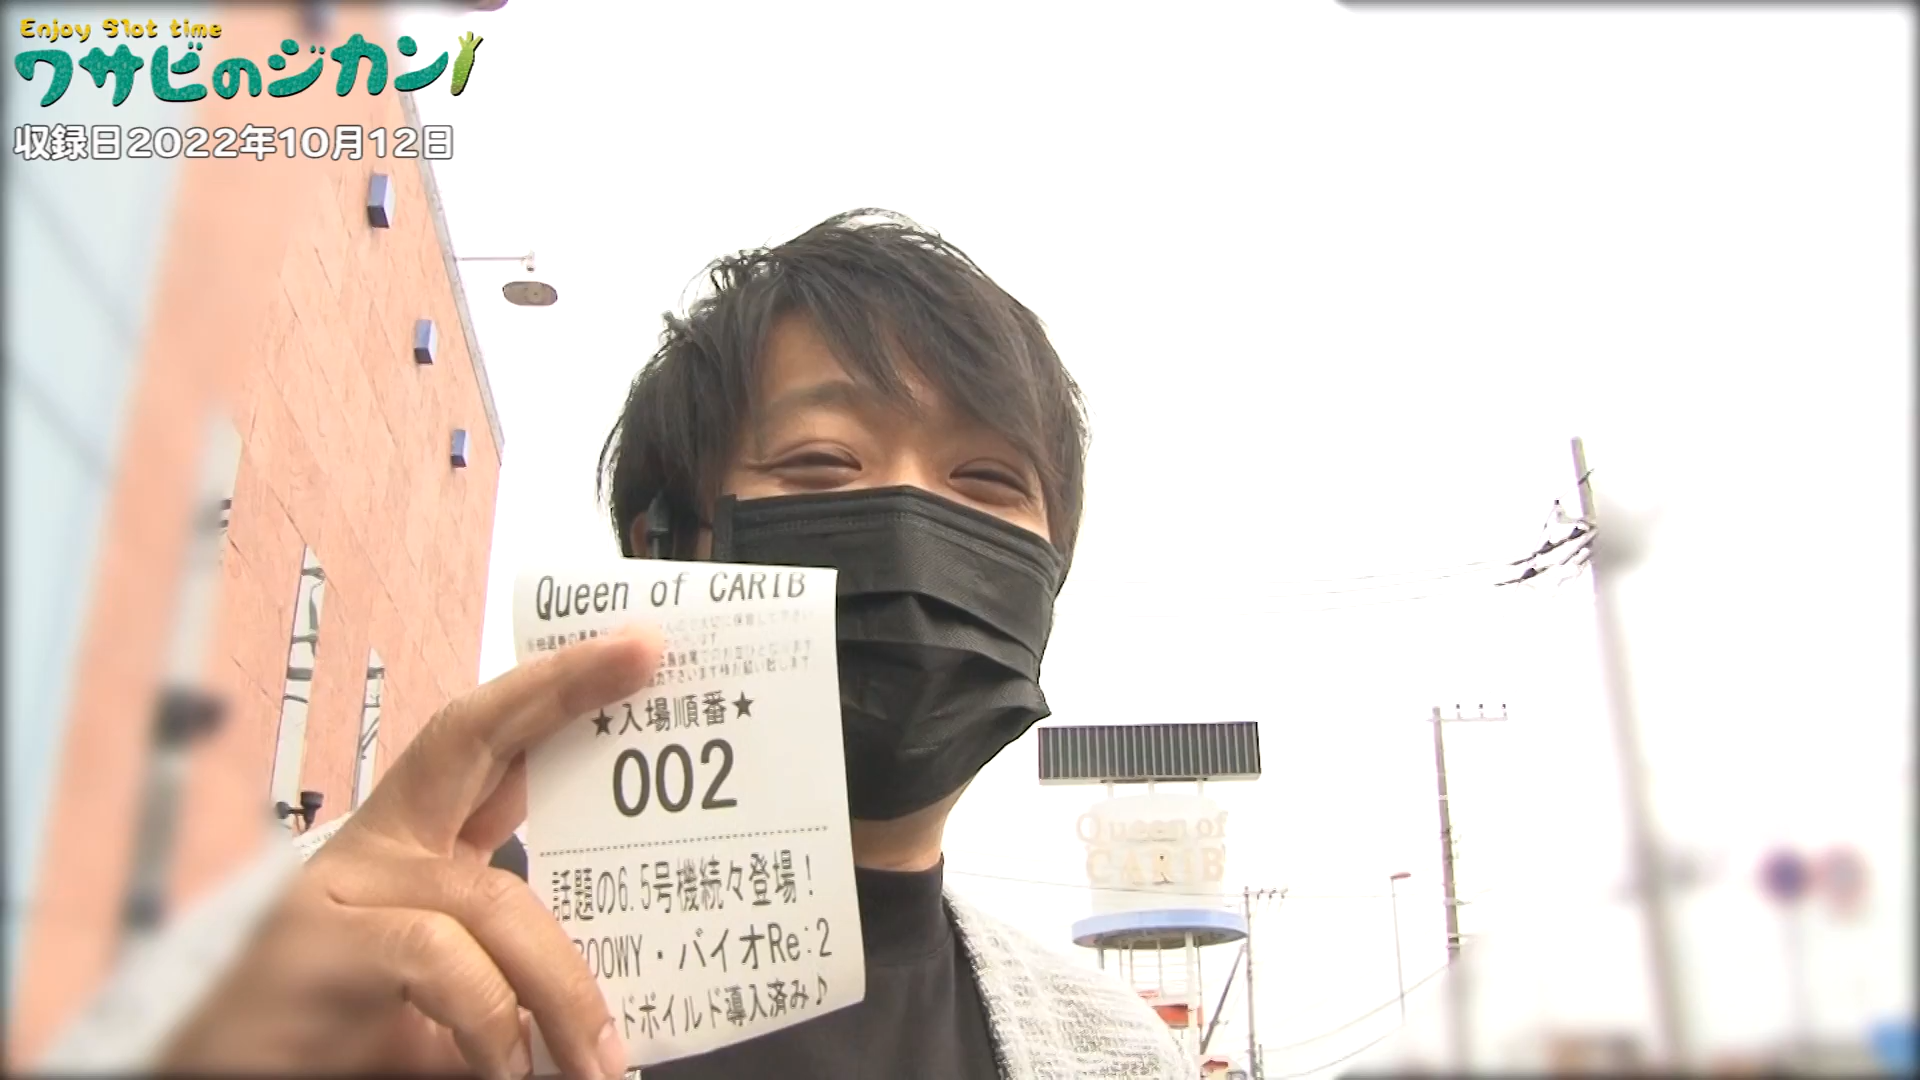 Enjoy Slot time
ワサビのジカン!
収録日2022年10月12日
Queen of CARIB
★入場順番★
002
話題の6.5号機続々登場!
BOOWY・バイオRe:2
ドボイルド導入済み♪
Queen of
CARIB